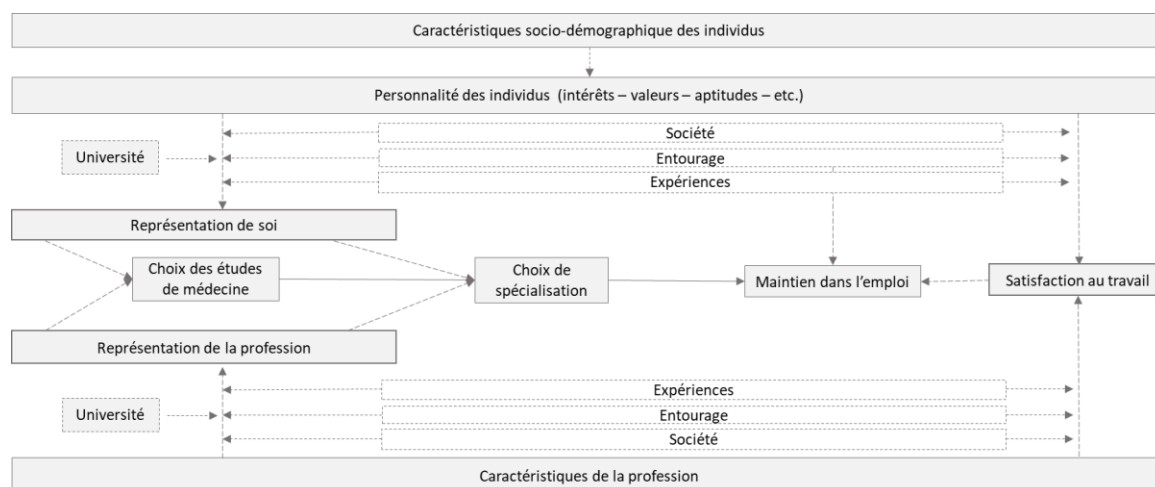 Caractéristiques socio-démographique des individus
Personnalité des individus (intérêts – valeurs – aptitudes – etc.)
Société
Université
Entourage
Expériences
Représentation de soi
Choix des études
de médecine
Choix de
spécialisation
Maintien dans l'emploi
Satisfaction au travail
Représentation de la profession
Expériences
Université
Entourage
Société
Caractéristiques de la profession